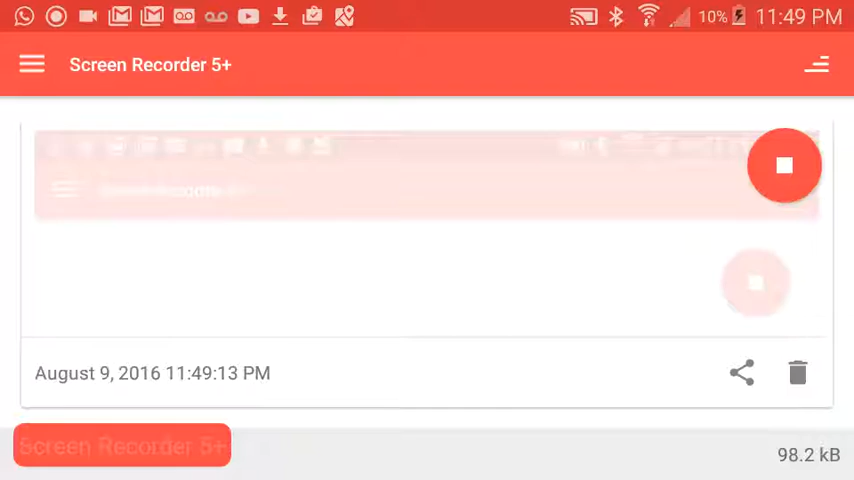 10% 11:49 PM
Screen Recorder 5+
August 9, 2016 11:49:13 PM
Screen Recorder 5+
98.2 kB